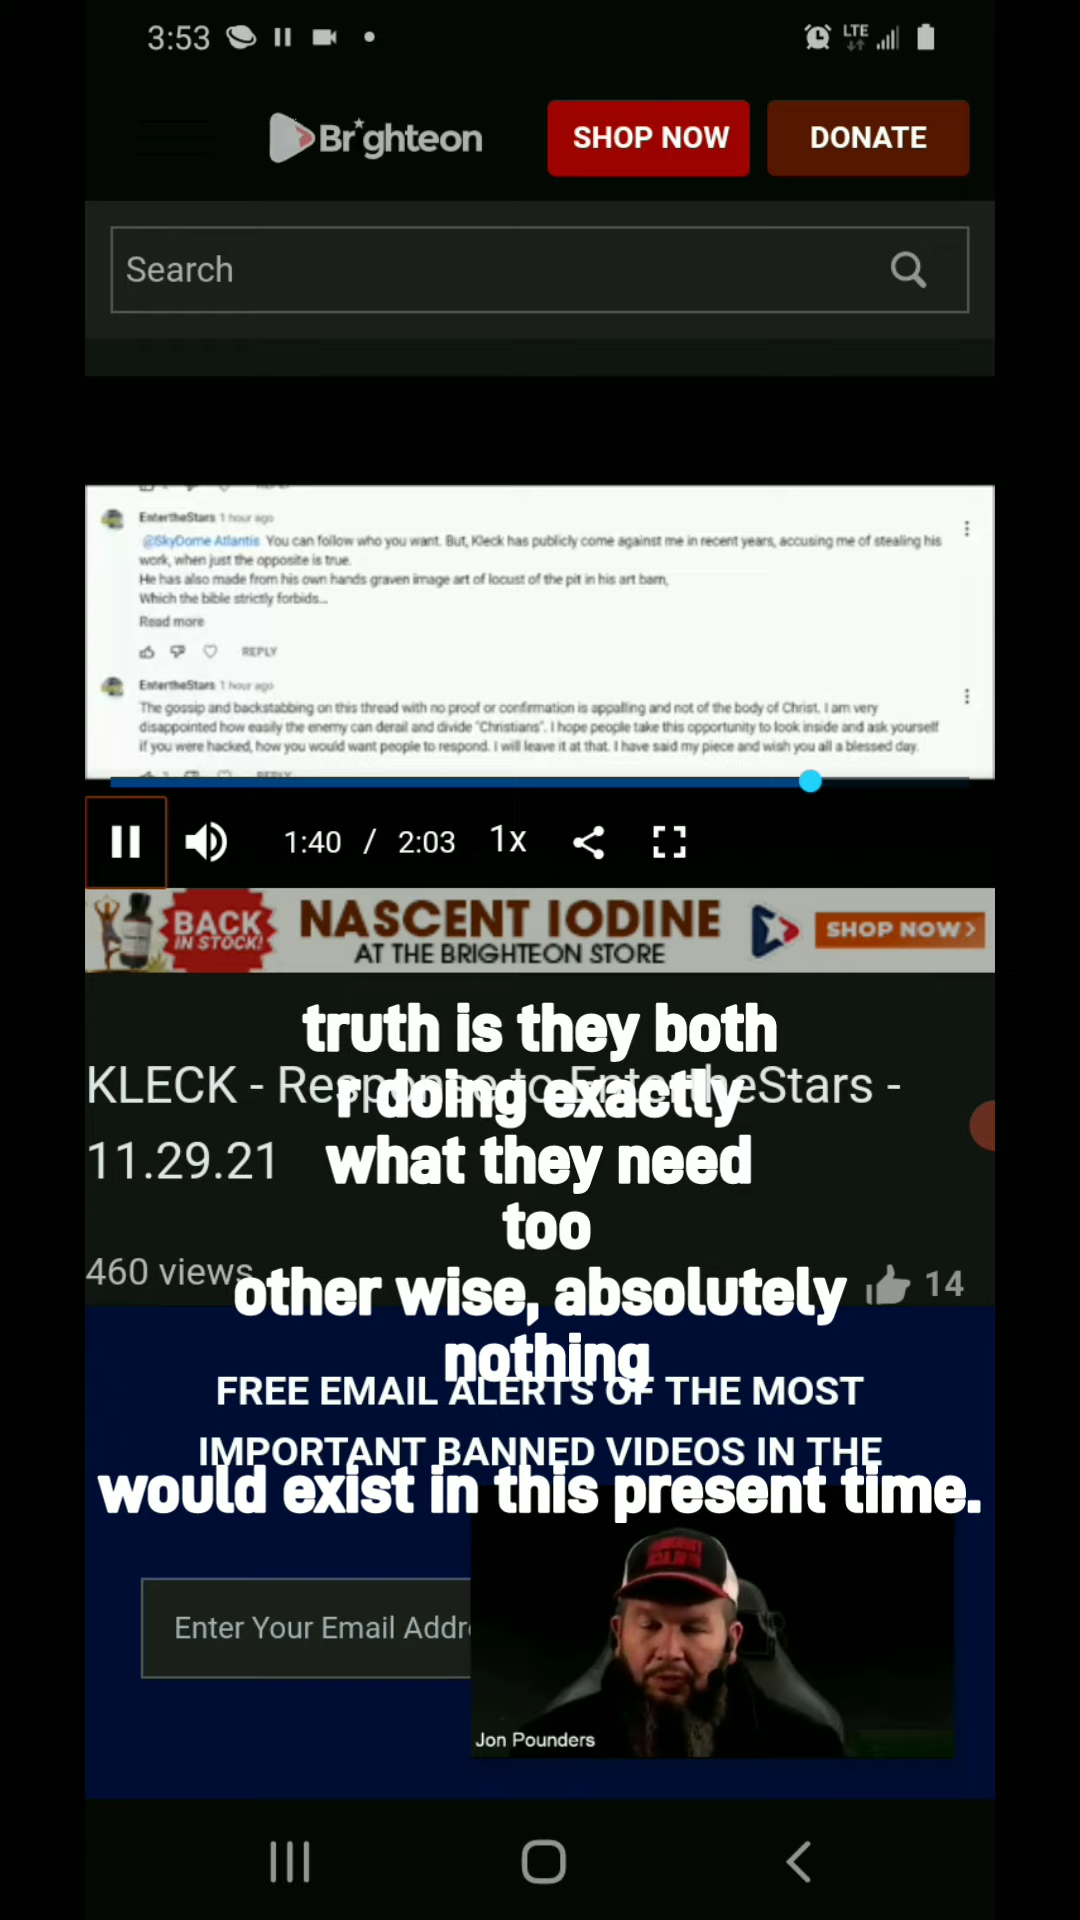 3:53
LTE
Brighteon
SHOP NOW
DONATE
Search
REPLY
EntertheStars 1 hour ago
@SkyDome Atlantis You can follow who you want. But, Kleck has publicly come against me in recent years, accusing me of stealing his
work, when just the opposite is true.
He has also made from his own hands graven image art of locust of the pit in his art barn,
Which the bible strictly forbids...
Read more
REPLY
EntertheStars 1 hour ago
The gossip and backstabbing on this thread with no proof or confirmation is appalling and not of the body of Christ. I am very
disappointed how easily the enemy can derail and divide "Christians". I hope people take this opportunity to look inside and ask yourself
if you were hacked, how you would want people to respond. I will leave it at that. I have said my piece and wish you all a blessed day.
REPLY
1:40 / 2:03 1x
BACK
IN STOCK!
NASCENT IODINE
AT THE BRIGHTEON STORE
SHOP NOW>
truth is they both
r doing exactly
what they need
too
other wise, absolutely
nothing
would exist in this present time.
KLECK - Response to EntertheStars -
11.29.21
460 views
14
FREE EMAIL ALERTS OF THE MOST
IMPORTANT BANNED VIDEOS IN THE
Enter Your Email Addr
Jon Pounders